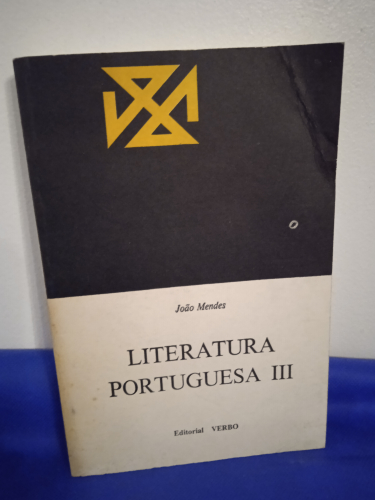 João Mendes
LITERATURA
PORTUGUESA III
Editorial VERBO